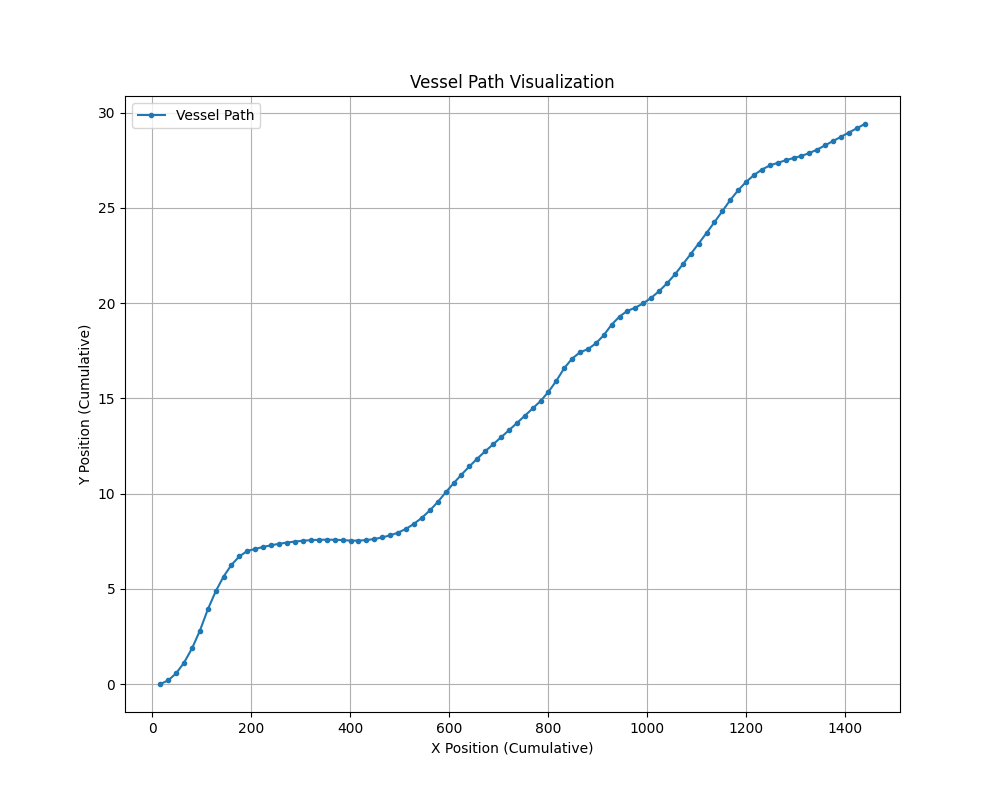 Vessel Path Visualization
Vessel Path
30
25
20
15
10
5
0
Y Position (Cumulative)
0 200 400 600 800 1000 1200 1400
X Position (Cumulative)